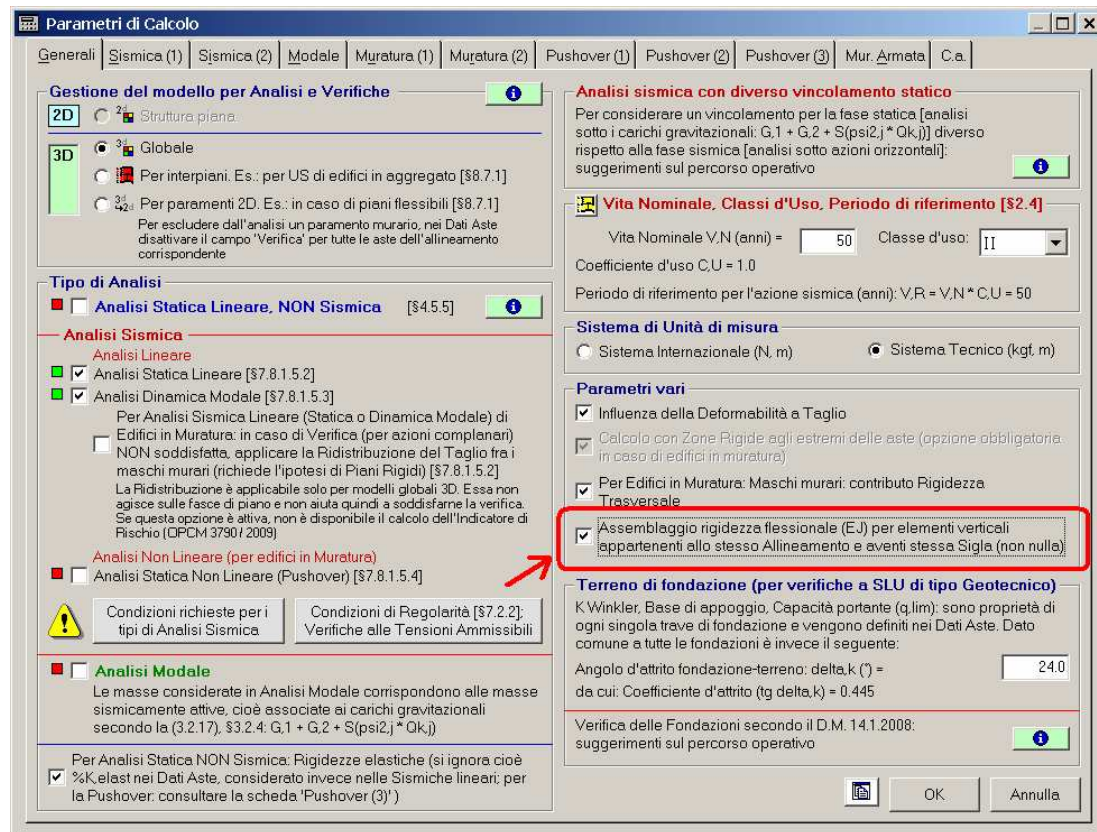 Parametri di Calcolo
Generali Sismica (1) Sismica (2) Modale Muratura (1) Muratura (2) Pushover (1) Pushover (2) Pushover (3) Mur. Armata C.a.
Gestione del modello per Analisi e Verifiche
2D 2d Struttura piana
3D 3d Globale
Per interpiani. Es.: per US di edifici in aggregato [§8.7.1]
3d 2d Per paramenti 2D. Es.: in caso di piani flessibili [§8.7.1]
Per escludere dall'analisi un paramento murario, nei Dati Aste
disattivare il campo 'Verifica' per tutte le aste dell'allineamento
corrispondente
Tipo di Analisi
Analisi Statica Lineare, NON Sismica [§4.5.5]
Analisi Sismica
Analisi Lineare
Analisi Statica Lineare [§7.8.1.5.2]
Analisi Dinamica Modale [§7.8.1.5.3]
Per Analisi Sismica Lineare (Statica o Dinamica Modale) di
Edifici in Muratura: in caso di Verifica (per azioni complanari)
NON soddisfatta, applicare la Ridistribuzione del Taglio fra i
maschi murari (richiede l'ipotesi di Piani Rigidi) [§7.8.1.5.2]
La Ridistribuzione è applicabile solo per modelli globali 3D. Essa non
agisce sulle fasce di piano e non aiuta quindi a soddisfarne la verifica.
Se questa opzione è attiva, non è disponibile il calcolo dell'Indicatore di
Rischio (OPCM 3790/2009)
Analisi Non Lineare (per edifici in Muratura)
Analisi Statica Non Lineare (Pushover) [§7.8.1.5.4]
Condizioni richieste per i
tipi di Analisi Sismica
Condizioni di Regolarità [§7.2.2];
Verifiche alle Tensioni Ammissibili
Analisi Modale
Le masse considerate in Analisi Modale corrispondono alle masse
sismicamente attive, cioè associate ai carichi gravitazionali
secondo la (3.2.17), §3.2.4: G,1 + G,2 + S(psi2,j * Qk,j)
Per Analisi Statica NON Sismica: Rigidezze elastiche (si ignora cioè
%K,elast nei Dati Aste, considerato invece nelle Sismiche lineari; per
la Pushover: consultare la scheda 'Pushover (3)' )
Analisi sismica con diverso vincolamento statico
Per considerare un vincolamento per la fase statica [analisi
sotto i carichi gravitazionali: G,1 + G,2 + S(psi2,j * Qk,j)] diverso
rispetto alla fase sismica [analisi sotto azioni orizzontali]:
suggerimenti sul percorso operativo
Vita Nominale, Classi d'Uso, Periodo di riferimento [§2.4]
Vita Nominale V,N (anni) = 50 Classe d'uso: II
Coefficiente d'uso C,U = 1.0
Periodo di riferimento per l'azione sismica (anni): V,R = V,N * C,U = 50
Sistema di Unità di misura
Sistema Internazionale (N, m) Sistema Tecnico (kgf, m)
Parametri vari
Influenza della Deformabilità a Taglio
Calcolo con Zone Rigide agli estremi delle aste (opzione obbligatoria
in caso di edifici in muratura)
Per Edifici in Muratura: Maschi murari: contributo Rigidezza
Trasversale
Assemblaggio rigidezza flessionale (EJ) per elementi verticali
appartenenti allo stesso Allineamento e aventi stessa Sigla (non nulla)
Terreno di fondazione (per verifiche a SLU di tipo Geotecnico)
K Winkler, Base di appoggio, Capacità portante (q,lim): sono proprietà di
ogni singola trave di fondazione e vengono definiti nei Dati Aste. Dato
comune a tutte le fondazioni è invece il seguente:
Angolo d'attrito fondazione-terreno: delta,k (°) = 24.0
da cui: Coefficiente d'attrito (tg delta,k) = 0.445
Verifica delle Fondazioni secondo il D.M. 14.1.2008:
suggerimenti sul percorso operativo
OK Annulla